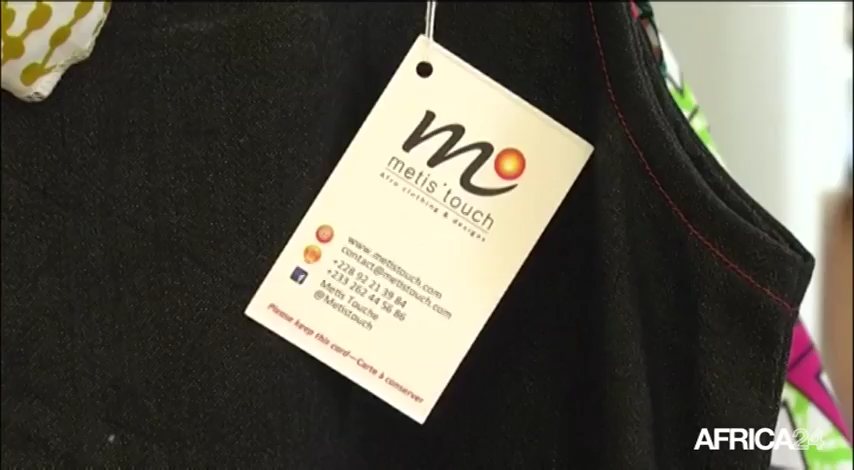 m
metis'touch
Afro clothing & designs
www.metistouch.com
contact@metistouch.com
+228 92 21 39 84
+233 262 44 56 86
Metis Touche
@Metistouch
Please keep this card – Carte à conserver
AFRICA24